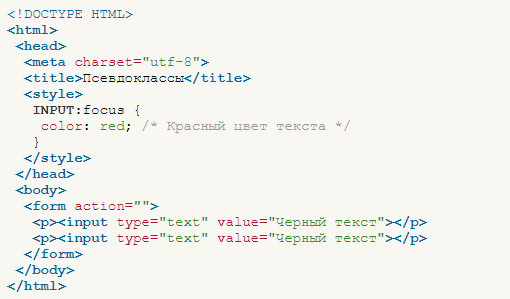 <!DOCTYPE HTML>
<html>
<head>
<meta charset="utf-8">
<title>Псевдоклассы</title>
<style>
INPUT:focus {
color: red; /* Красный цвет текста */
}
</style>
</head>
<body>
<form action="">
<p><input type="text" value="Черный текст"></p>
<p><input type="text" value="Черный текст"></p>
</form>
</body>
</html>